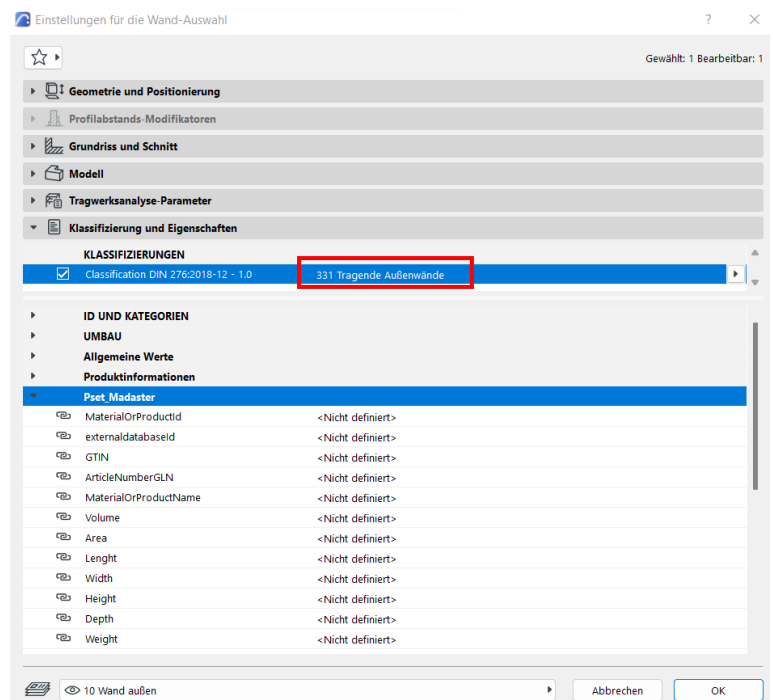 Einstellungen für die Wand-Auswahl
Gewählt: 1 Bearbeitbar: 1
Geometrie und Positionierung
Profilabstands-Modifikatoren
Grundriss und Schnitt
Modell
Tragwerksanalyse-Parameter
Klassifizierung und Eigenschaften
KLASSIFIZIERUNGEN
Classification DIN 276:2018-12 - 1.0 331 Tragende Außenwände
ID UND KATEGORIEN
UMBAU
Allgemeine Werte
Produktinformationen
Pset_Madaster
MaterialOrProductId <Nicht definiert>
externaldatabaseId <Nicht definiert>
GTIN <Nicht definiert>
ArticleNumberGLN <Nicht definiert>
MaterialOrProductName <Nicht definiert>
Volume <Nicht definiert>
Area <Nicht definiert>
Lenght <Nicht definiert>
Width <Nicht definiert>
Height <Nicht definiert>
Depth <Nicht definiert>
Weight <Nicht definiert>
10 Wand außen Abbrechen OK